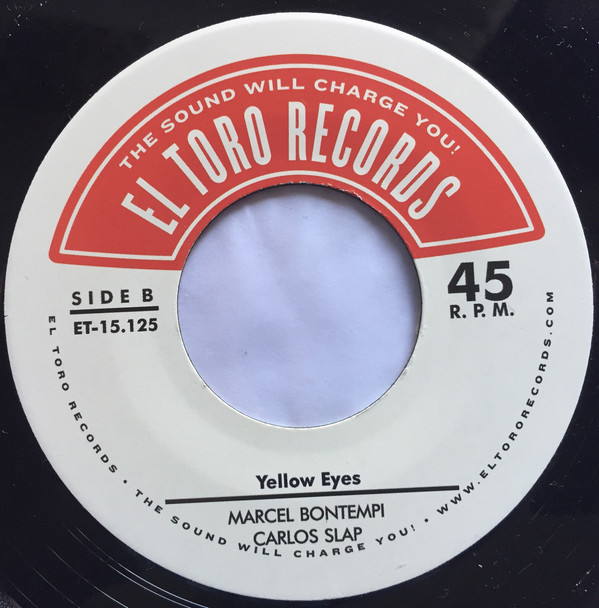 THE SOUND WILL CHARGE YOU!
EL TORO RECORDS
SIDE B
ET-15.125
45
R. P. M.
Yellow Eyes
MARCEL BONTEMPI
CARLOS SLAP
EL TORO RECORDS • THE SOUND WILL CHARGE YOU! • WWW.ELTORORECORDS.COM